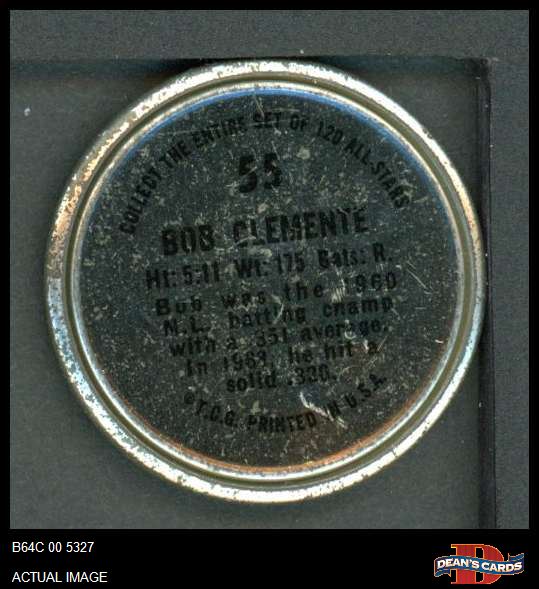 COLLECT THE ENTIRE SET OF 120 ALL-STARS
55
BOB CLEMENTE
Ht: 5:11 Wt: 175 Bats: R.
Bob was the 1960
N.L. batting champ
with a .351 average.
In 1963, he hit a
solid .320.
©T.C.G. PRINTED IN U.S.A.
B64C 00 5327
ACTUAL IMAGE
D
DEAN'S CARDS